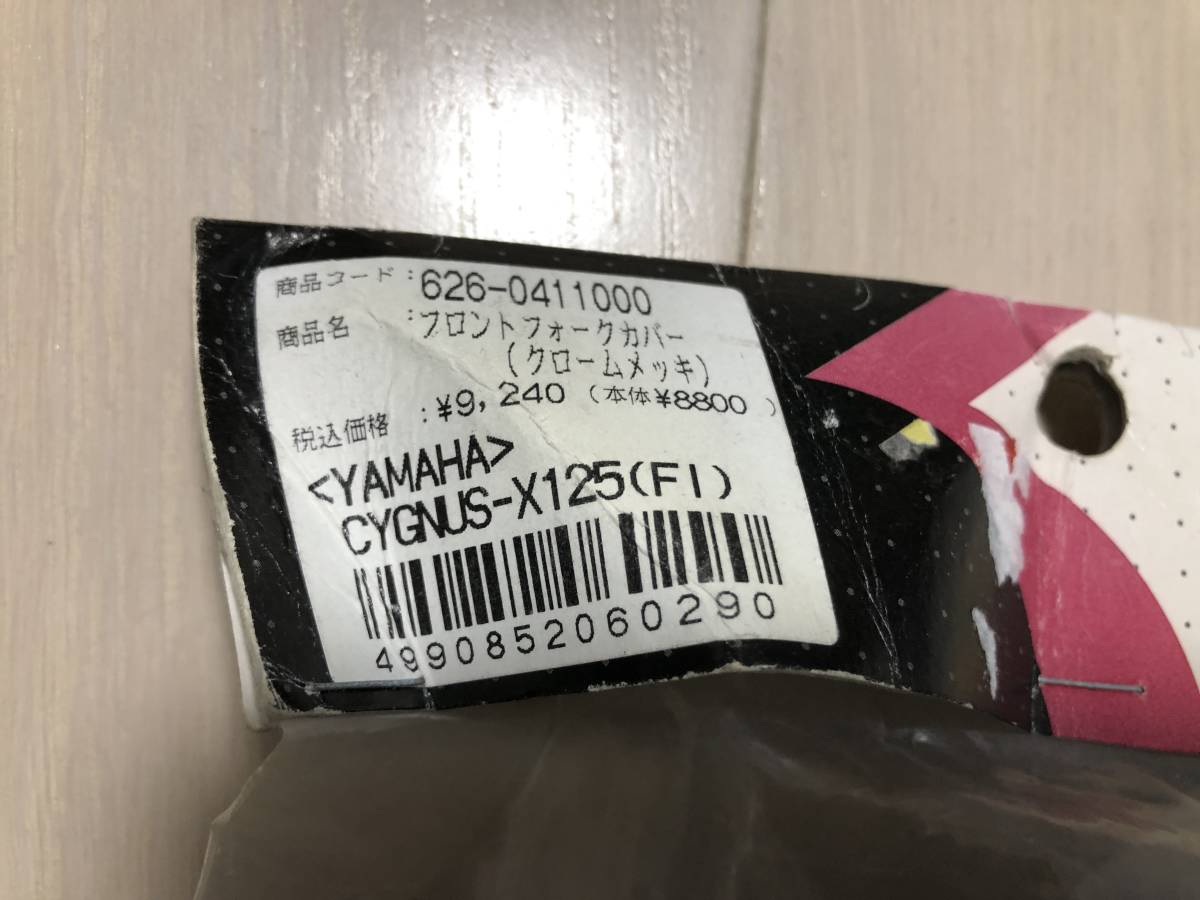 商品コード :626-0411000
商品名 :フロントフォークカバー
(クロームメッキ)
税込価格 :¥9,240 (本体¥8800 )
<YAMAHA>
CYGNUS-X125(FI)
4990852060290